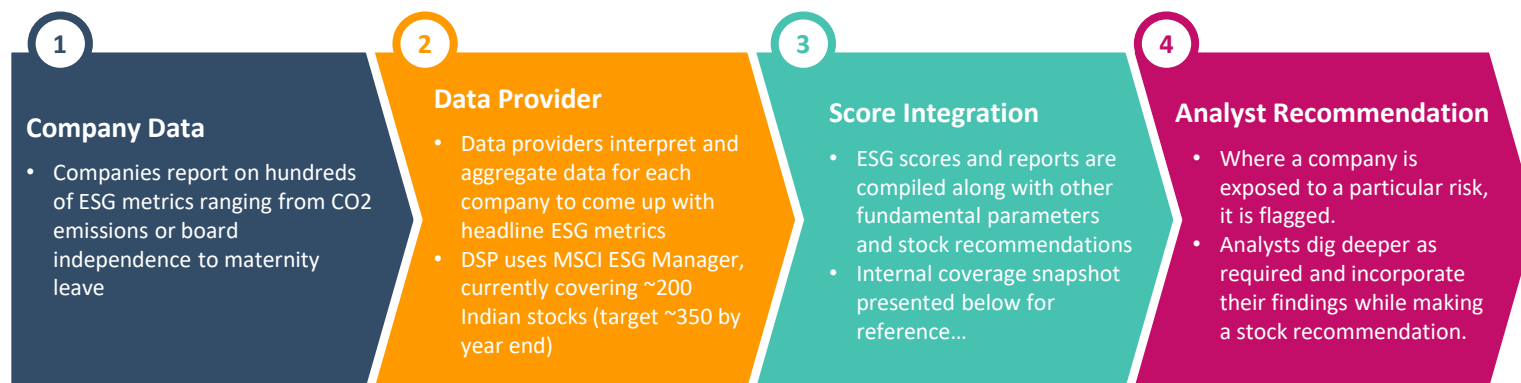 1
Company Data
• Companies report on hundreds
of ESG metrics ranging from CO2
emissions or board
independence to maternity
leave
2
Data Provider
• Data providers interpret and
aggregate data for each
company to come up with
headline ESG metrics
• DSP uses MSCI ESG Manager,
currently covering ~200
Indian stocks (target ~350 by
year end)
3
Score Integration
• ESG scores and reports are
compiled along with other
fundamental parameters
and stock recommendations
• Internal coverage snapshot
presented below for
reference…
4
Analyst Recommendation
• Where a company is
exposed to a particular risk,
it is flagged.
• Analysts dig deeper as
required and incorporate
their findings while making
a stock recommendation.